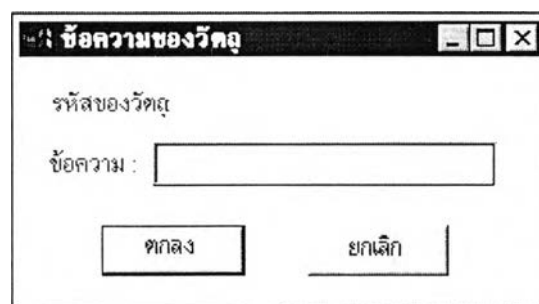 ข้อความของวัตถุ
รหัสของวัตถุ
ข้อความ :
ตกลง
ยกเลิก